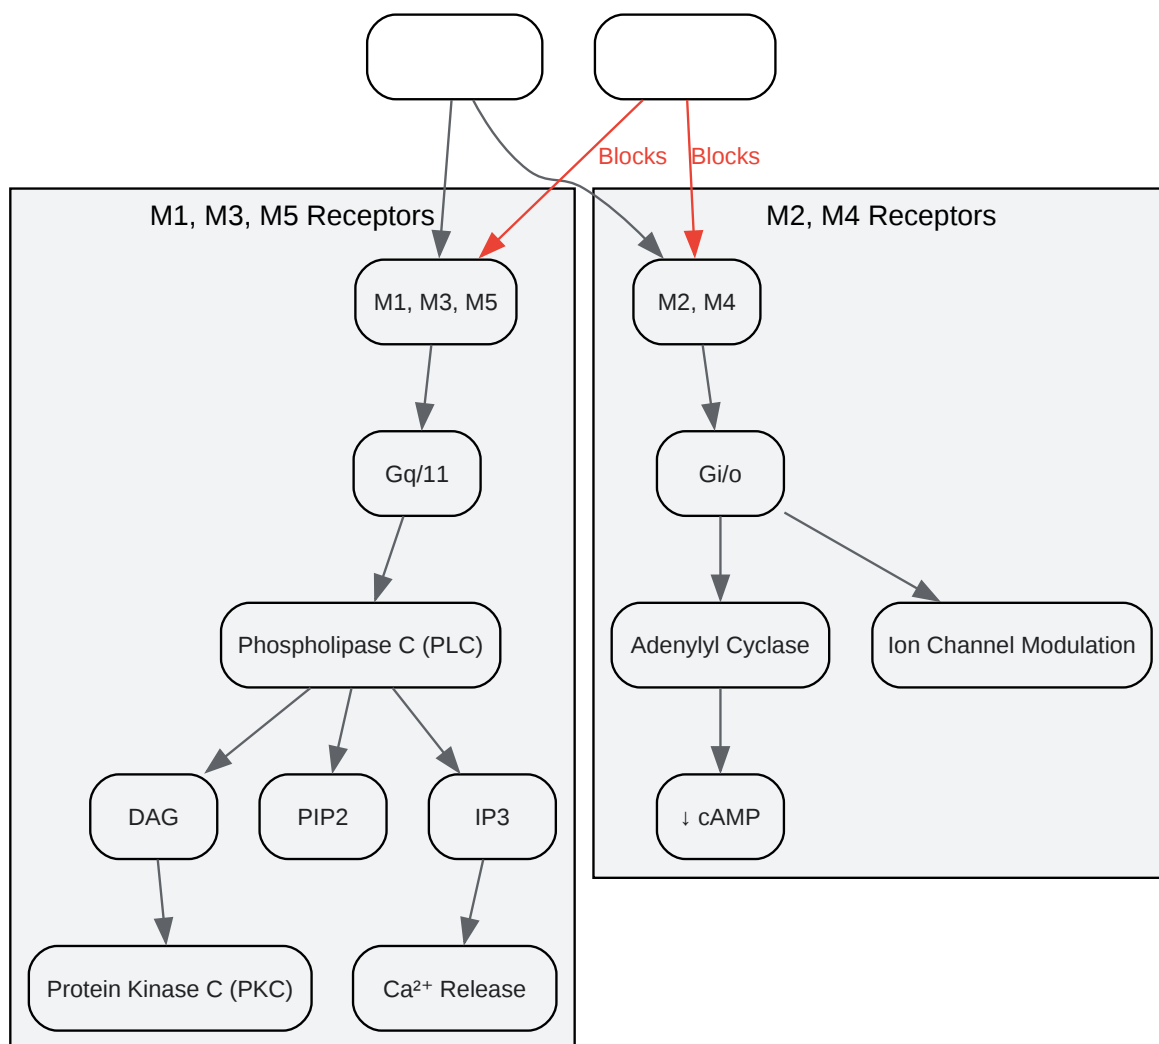 Blocks
Blocks
M1, M3, M5 Receptors
M2, M4 Receptors
M1, M3, M5
M2, M4
Gq/11
Gi/o
Phospholipase C (PLC)
Adenylyl Cyclase
Ion Channel Modulation
DAG
PIP2
IP3
↓ cAMP
Protein Kinase C (PKC)
Ca²⁺ Release